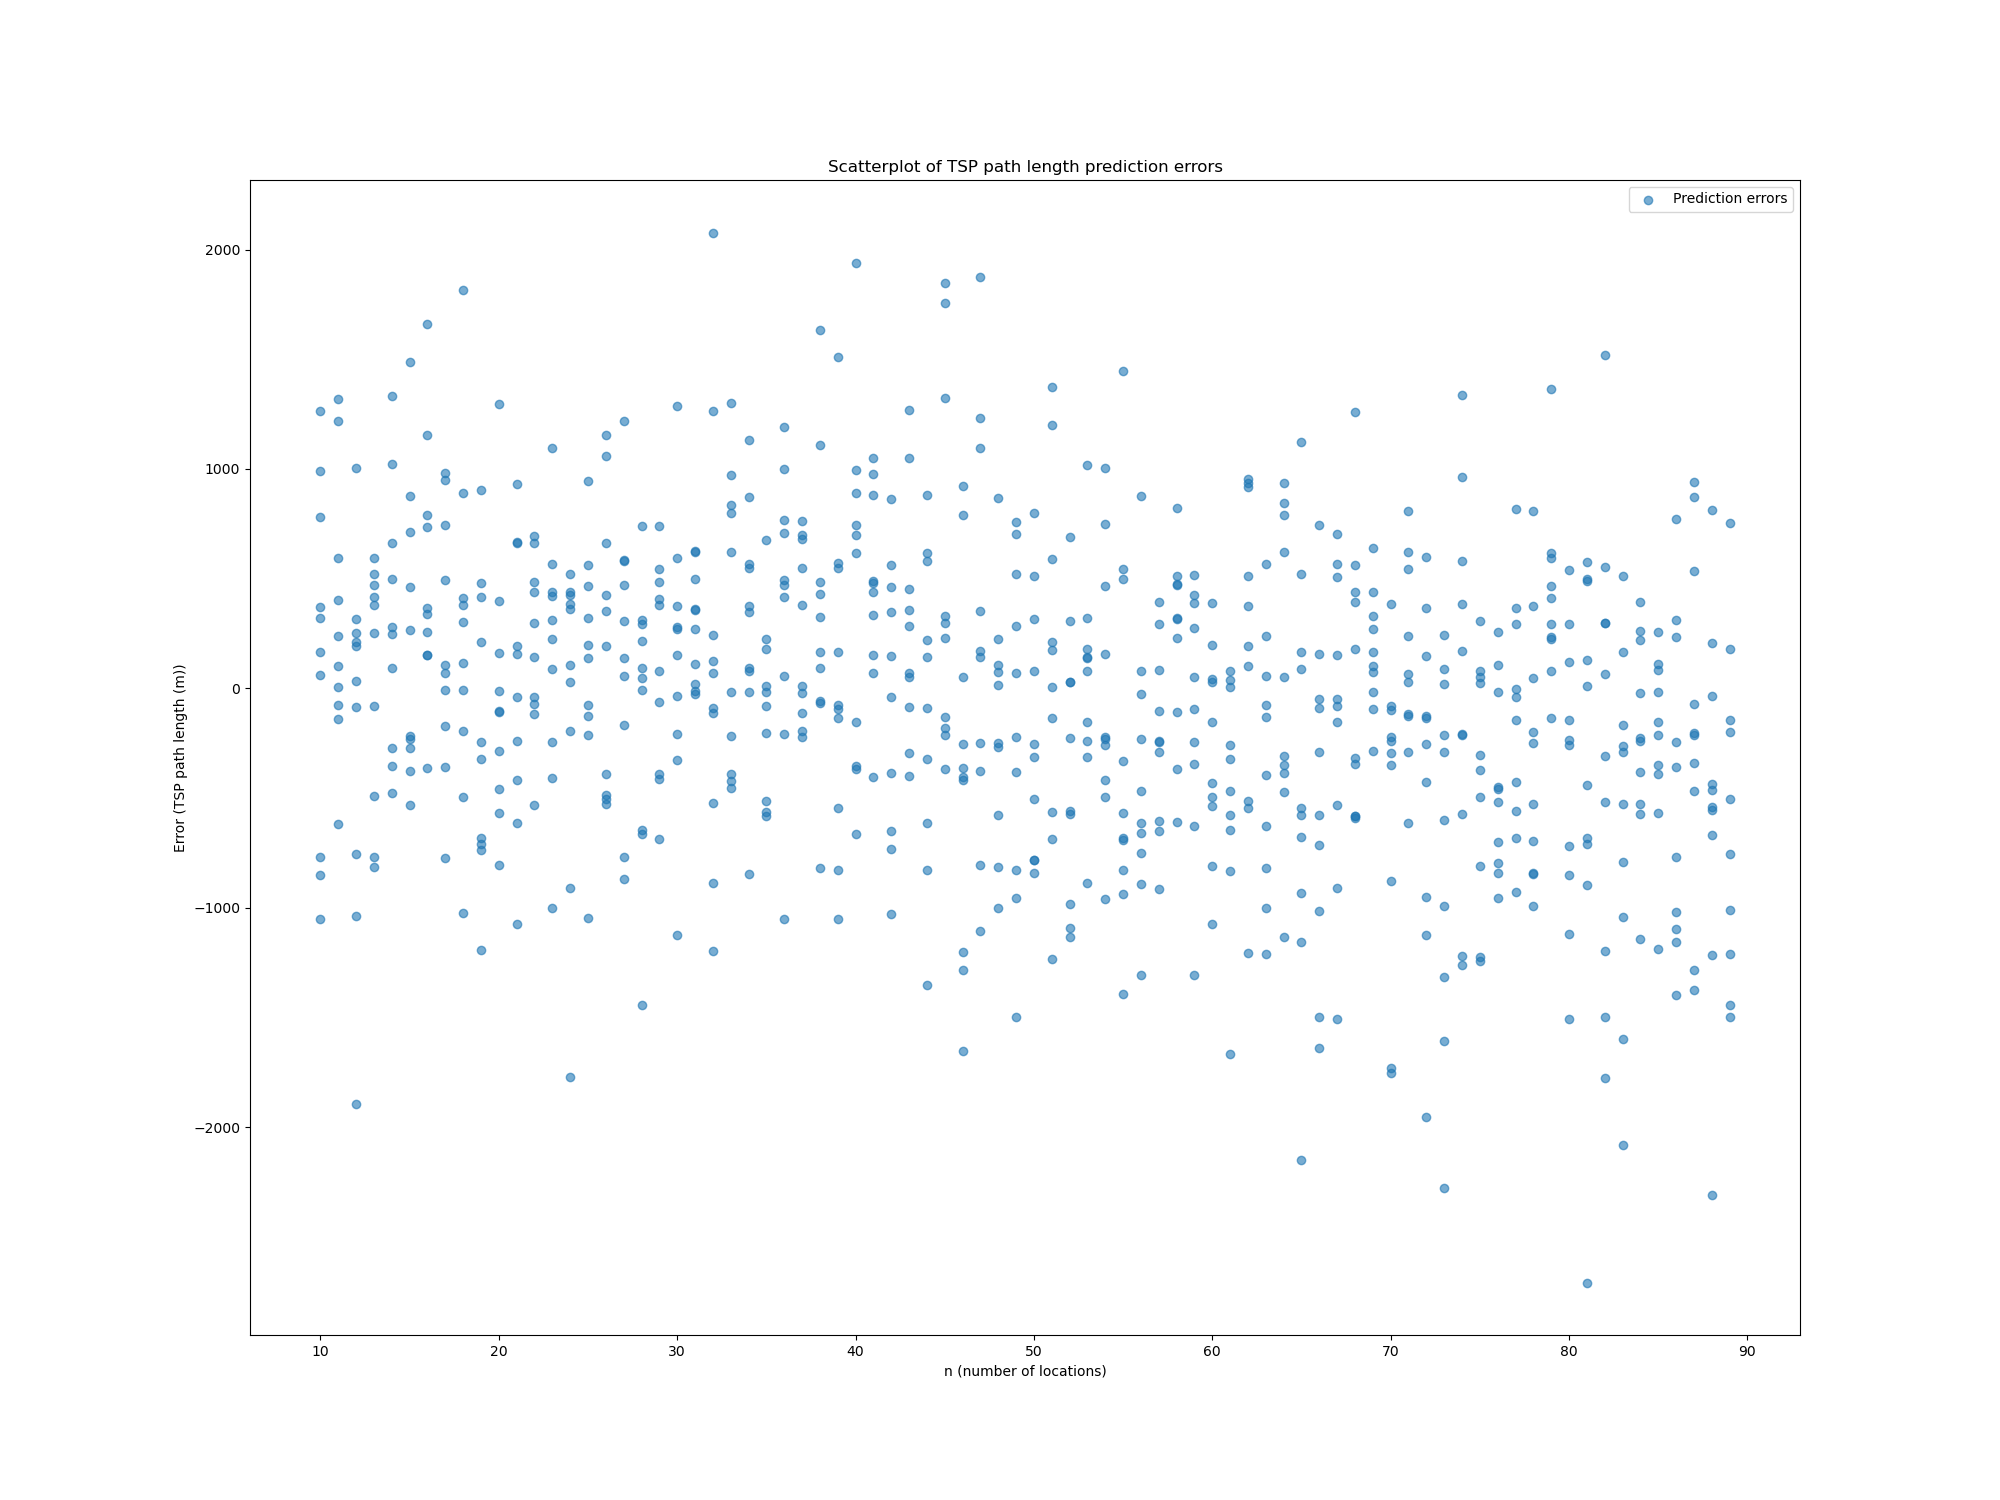 Scatterplot of TSP path length prediction errors
Prediction errors
2000
1000
0
−1000
−2000
Error (TSP path length (m))
10 20 30 40 50 60 70 80 90
n (number of locations)